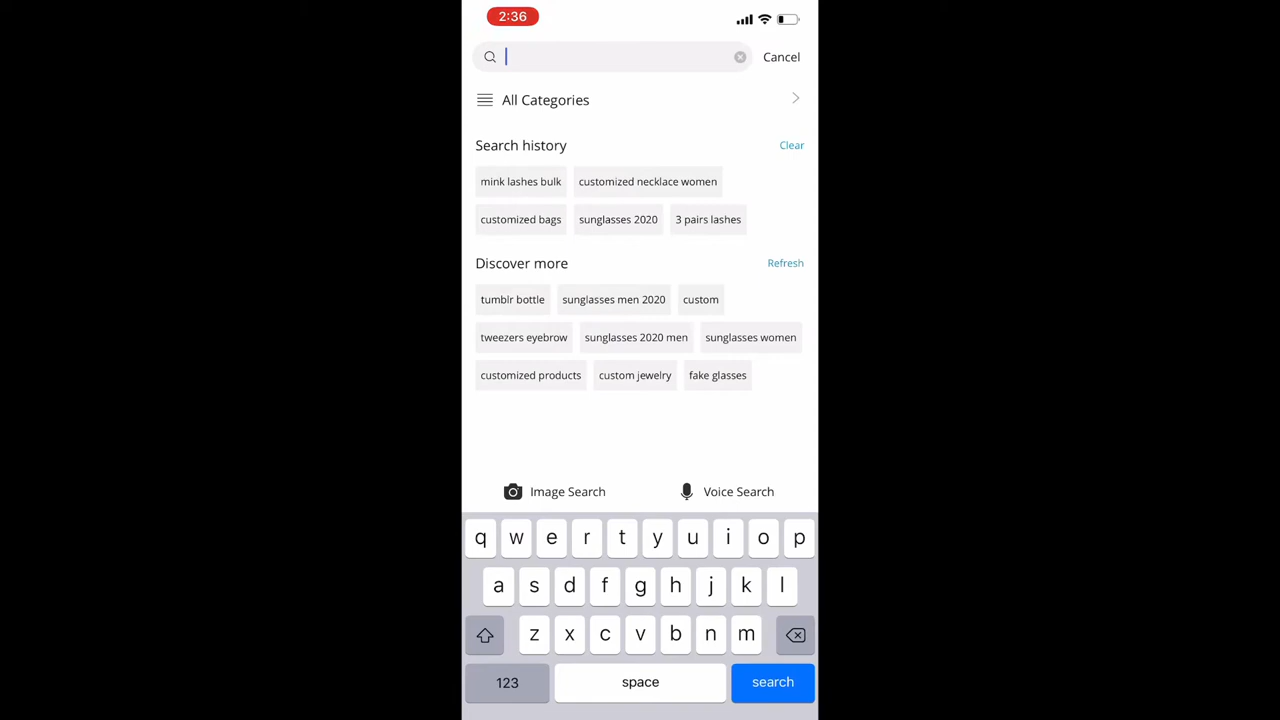 2:36
Cancel
All Categories
Search history Clear
mink lashes bulk customized necklace women
customized bags sunglasses 2020 3 pairs lashes
Discover more Refresh
tumblr bottle sunglasses men 2020 custom
tweezers eyebrow sunglasses 2020 men sunglasses women
customized products custom jewelry fake glasses
Image Search Voice Search
q w e r t y u i o p
a s d f g h j k l
z x c v b n m
123 space search